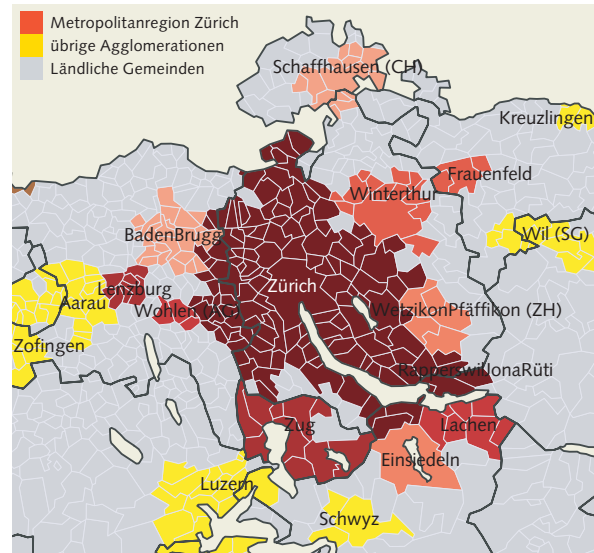 Metropolitanregion Zürich
übrige Agglomerationen
Ländliche Gemeinden
Schaffhausen (CH)
Kreuzlingen
Frauenfeld
Winterthur
BadenBrugg
Wil (SG)
Lenzburg
Zürich
Aarau
Wohlen (AG)
WetzikonPfäffikon (ZH)
Zofingen
RapperswilJonaRüti
Zug
Lachen
Einsiedeln
Luzern
Schwyz